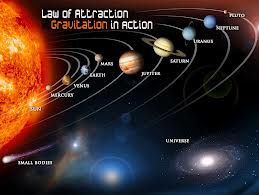 Law of Attraction
Gravitation in Action
PLUTO
NEPTUNE
URANUS
SATURN
JUPITER
MARS
EARTH
VENUS
MERCURY
SUN
SMALL BODIES
UNIVERSE